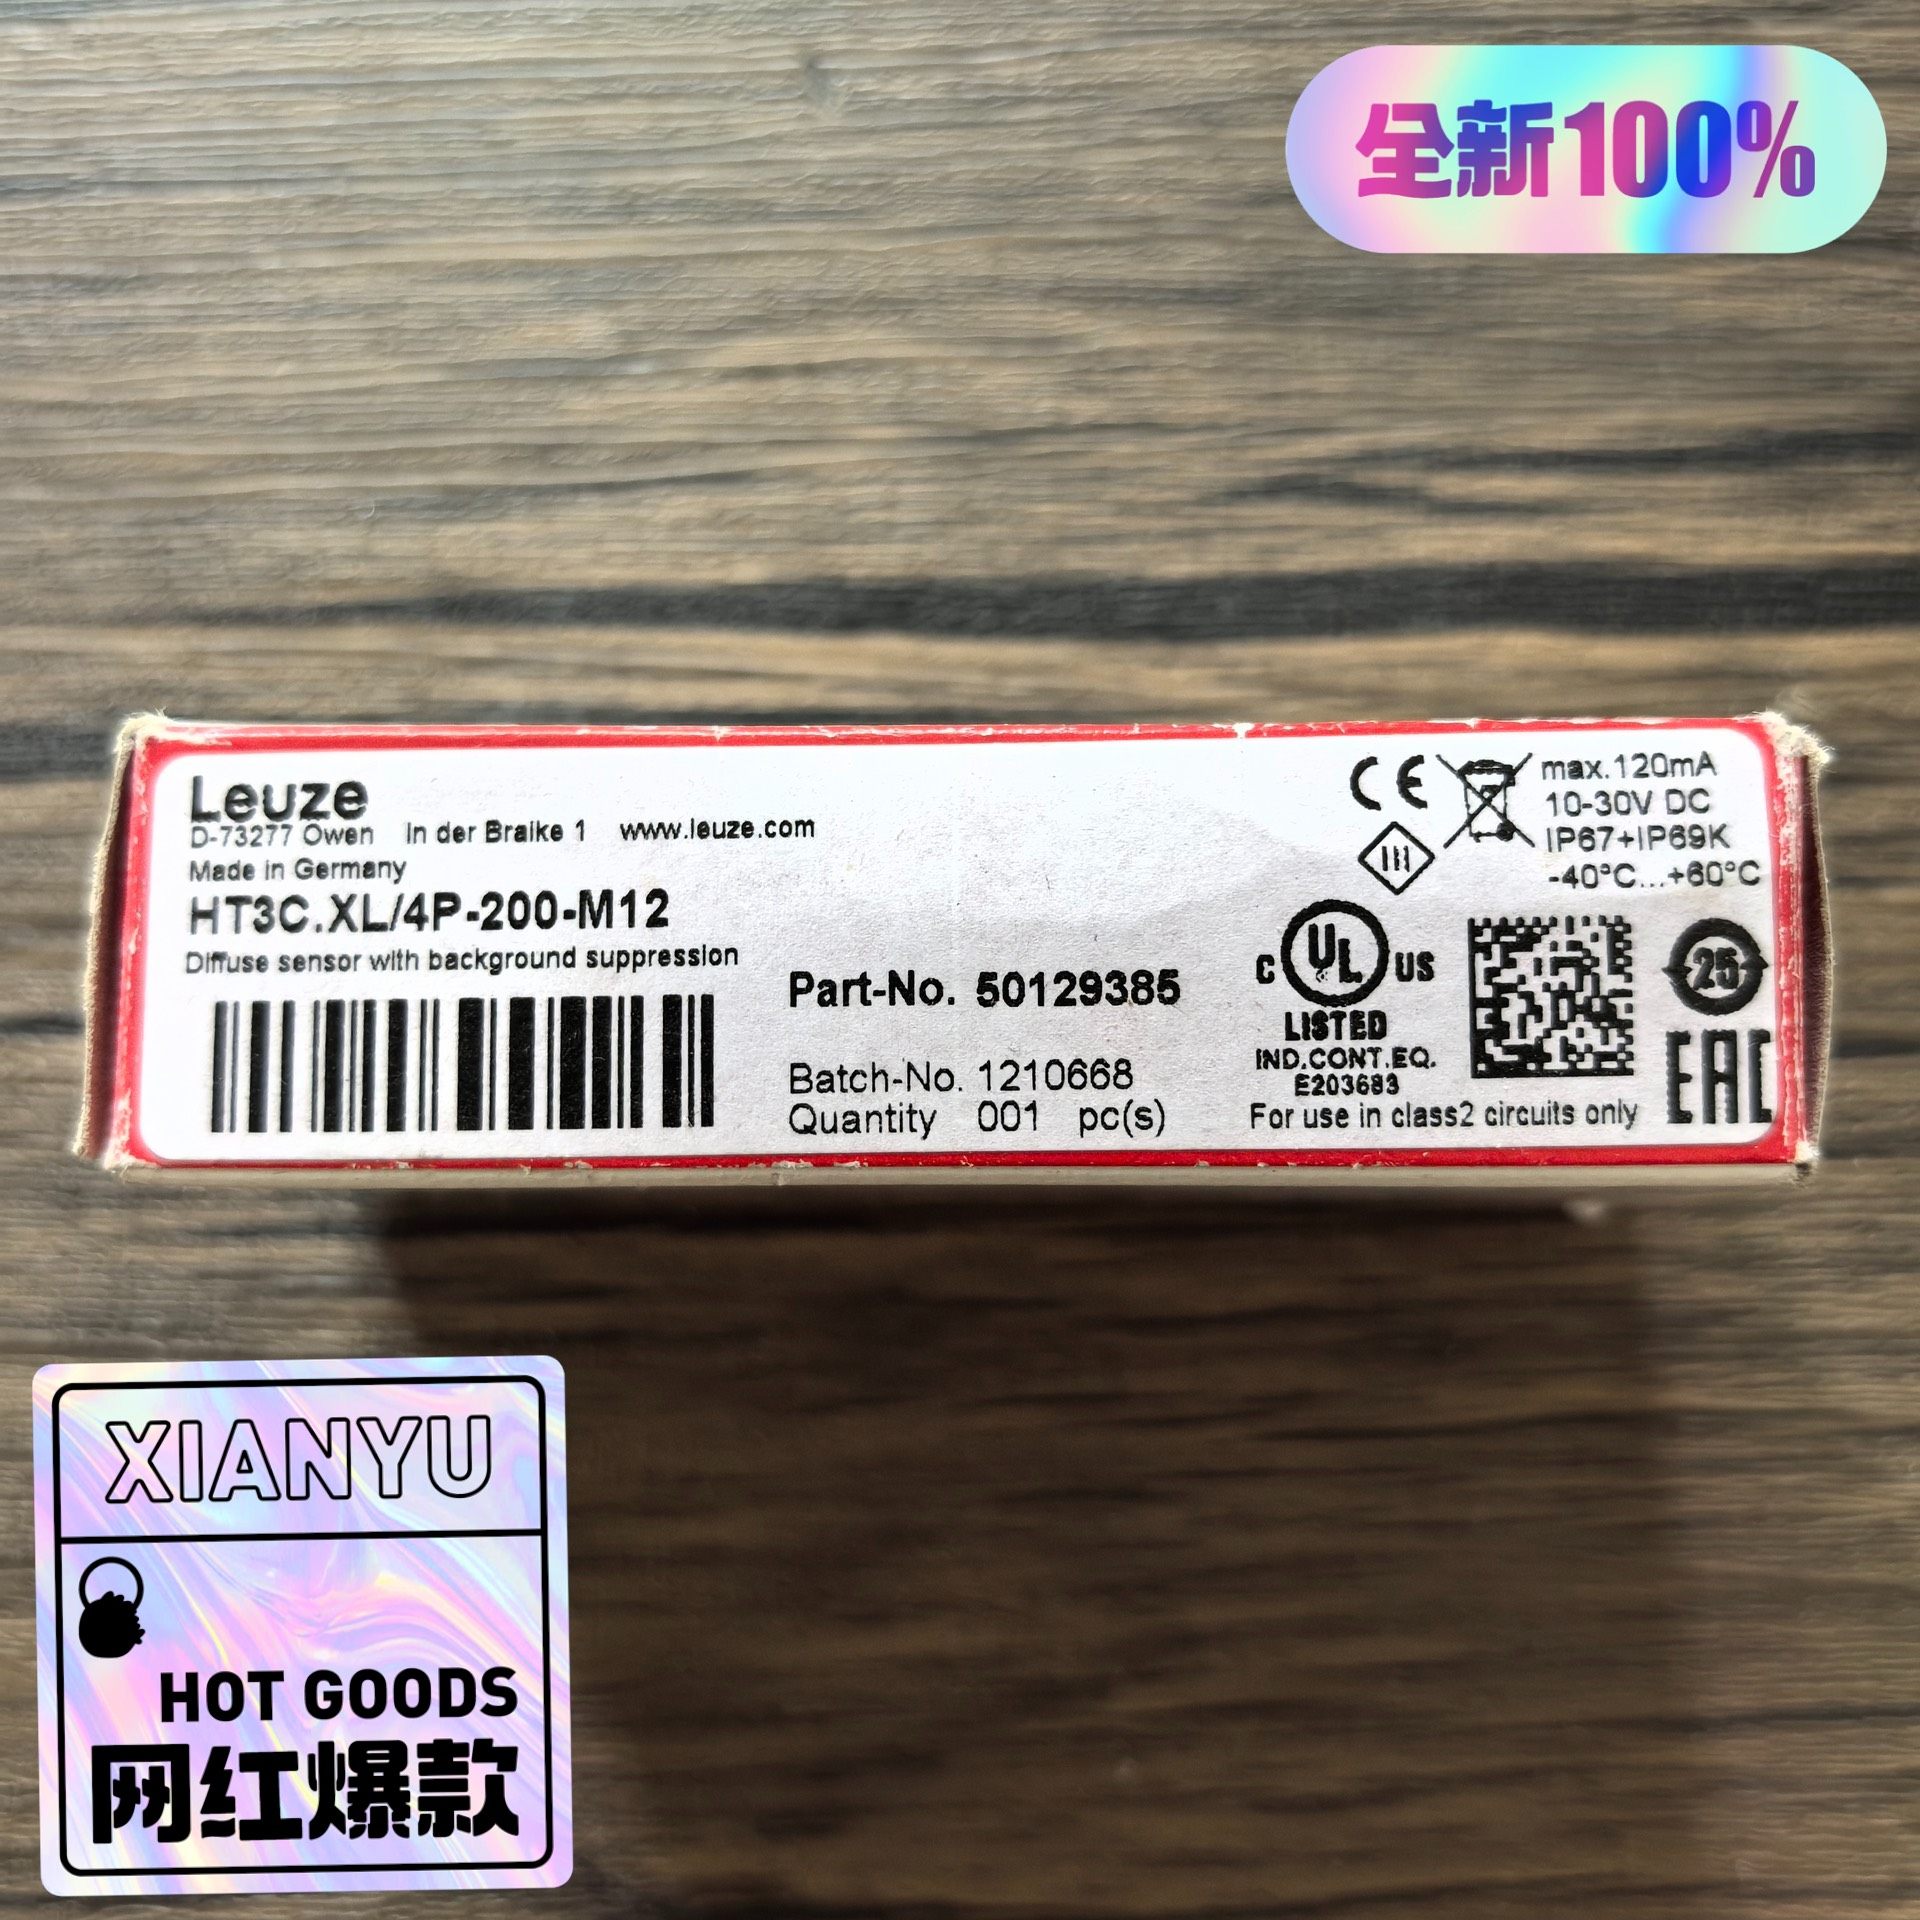 全新100%
Leuze
D-73277 Owen In der Braike 1 www.leuze.com
Made in Germany
HT3C.XL/4P-200-M12
Diffuse sensor with background suppression
Part-No. 50129385
Batch-No. 1210668
Quantity 001 pc(s)
CE
max.120mA
10-30V DC
IP67+IP69K
-40°C...+60°C
III
C UL US
LISTED
IND.CONT.EQ.
E203683
For use in class2 circuits only
25
EAC
XIANYU
HOT GOODS
网红爆款